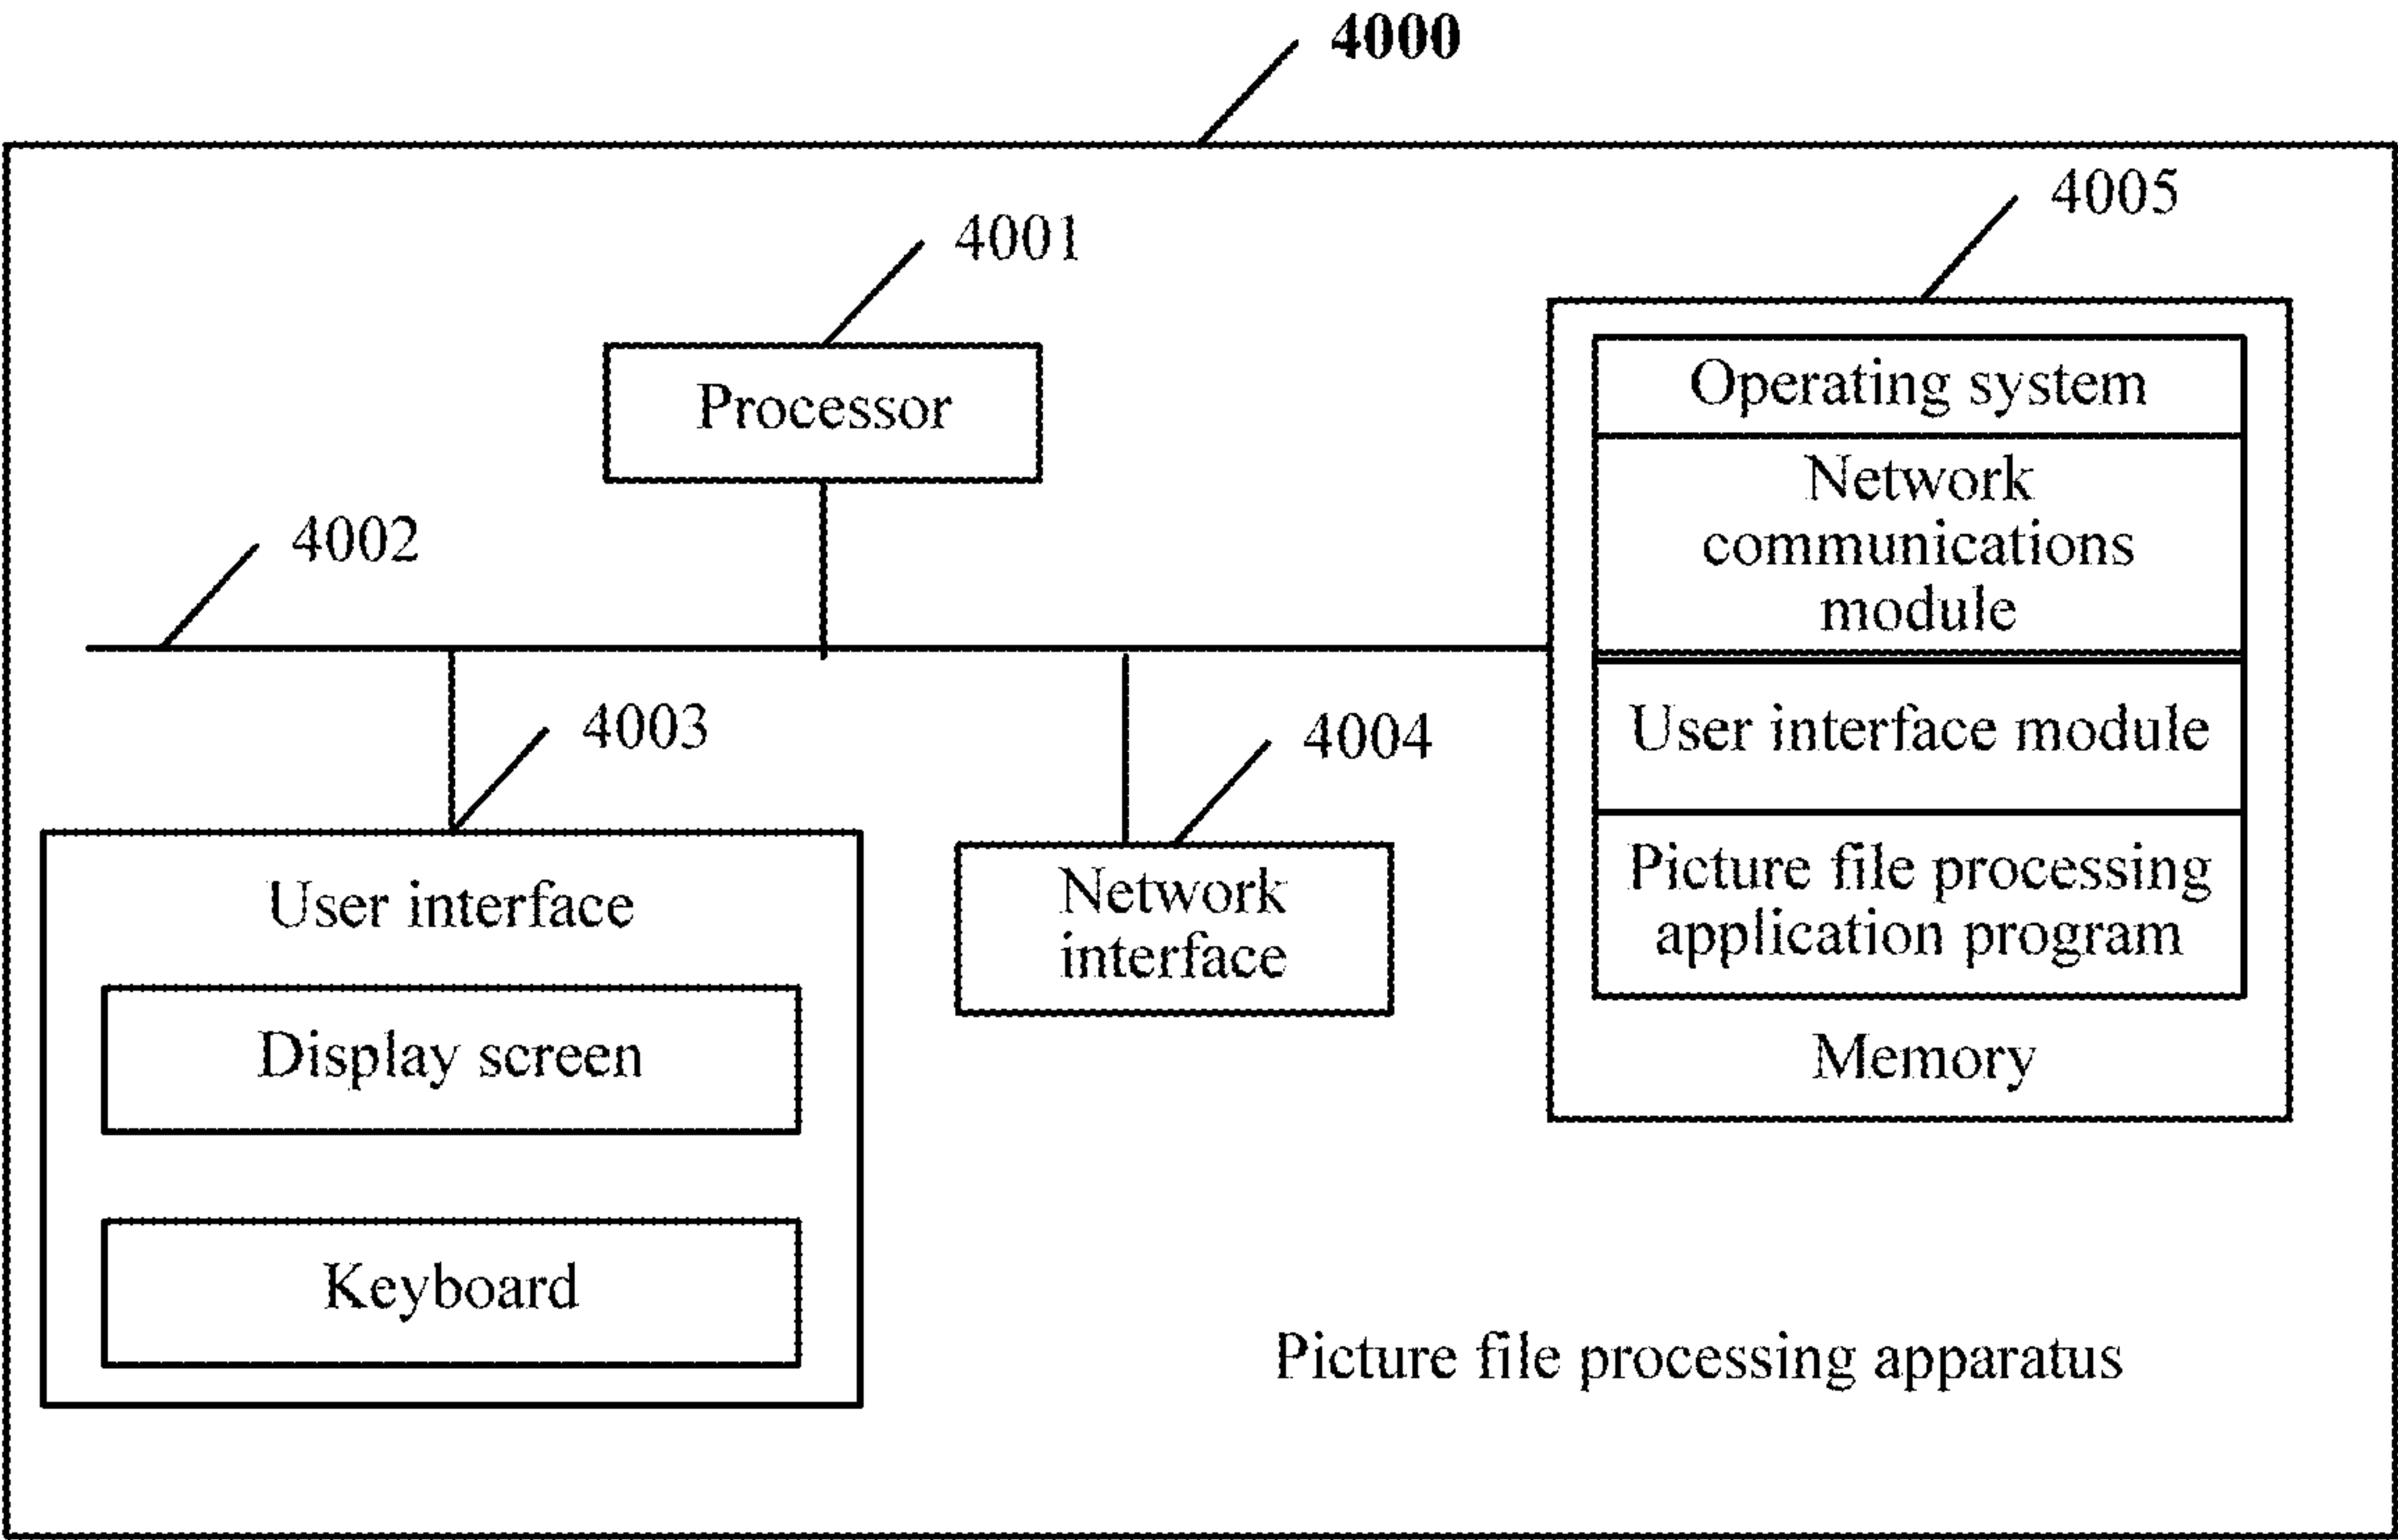 4000
4005
4001
Processor
Operating system
Network
communications
module
4002
User interface module
4003
4004
Picture file processing
application program
Memory
User interface
Display screen
Keyboard
Network
interface
Picture file processing apparatus